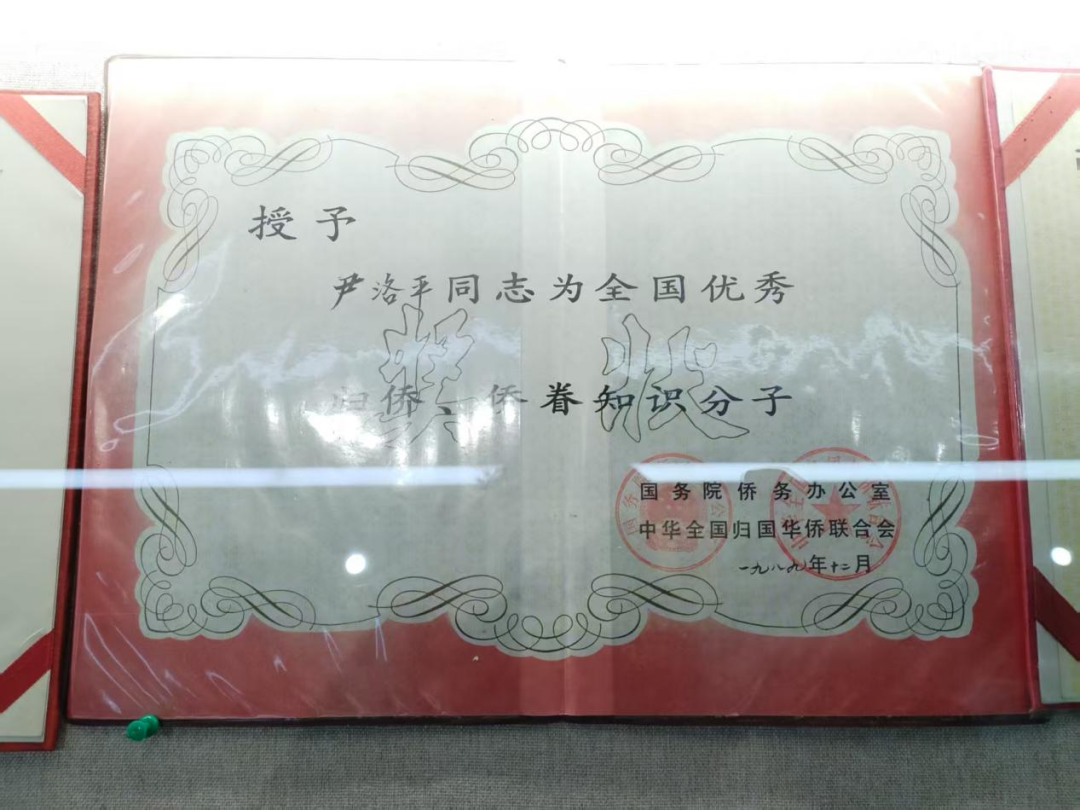 授予
尹洛平同志为全国优秀
奖状
归侨、侨眷知识分子
国务院侨务办公室
中华全国归国华侨联合会
一九八九年十二月